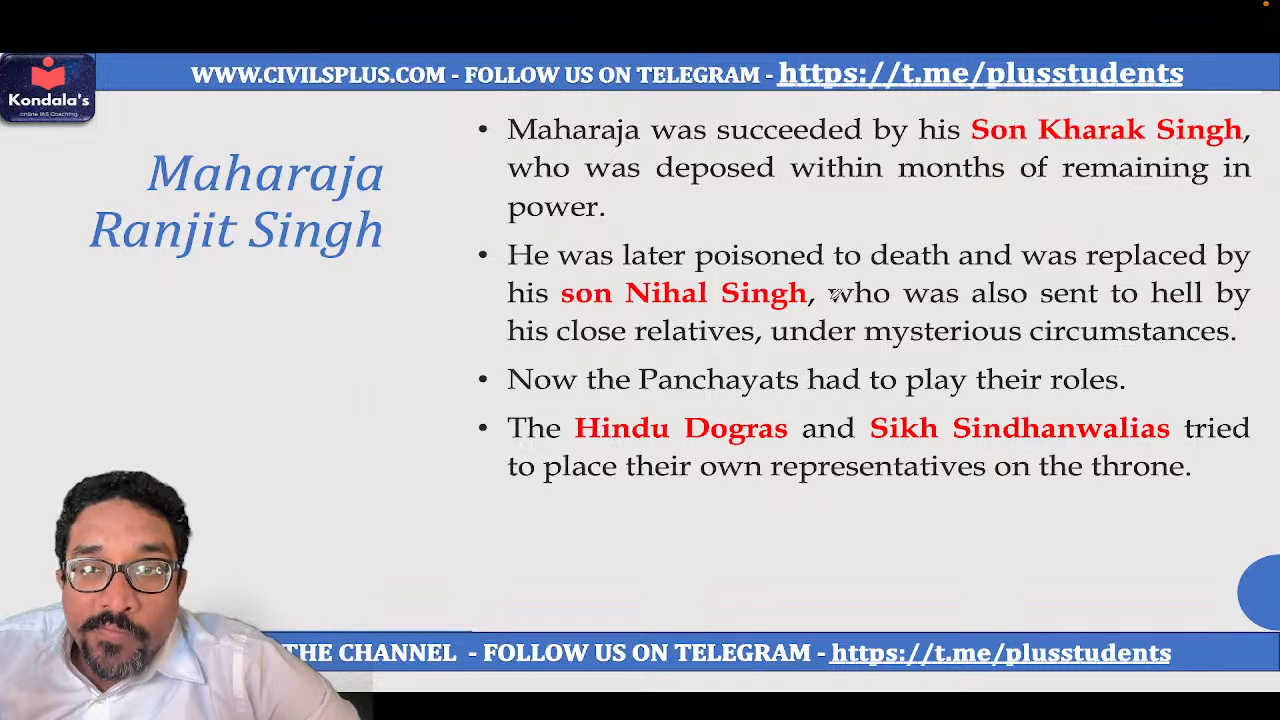 WWW.CIVILSPLUS.COM - FOLLOW US ON TELEGRAM - https://t.me/plusstudents
Kondala's
online IAS Coaching
Maharaja
Ranjit Singh
• Maharaja was succeeded by his Son Kharak Singh,
who was deposed within months of remaining in
power.
• He was later poisoned to death and was replaced by
his son Nihal Singh, who was also sent to hell by
his close relatives, under mysterious circumstances.
• Now the Panchayats had to play their roles.
• The Hindu Dogras and Sikh Sindhanwalias tried
to place their own representatives on the throne.
THE CHANNEL - FOLLOW US ON TELEGRAM - https://t.me/plusstudents